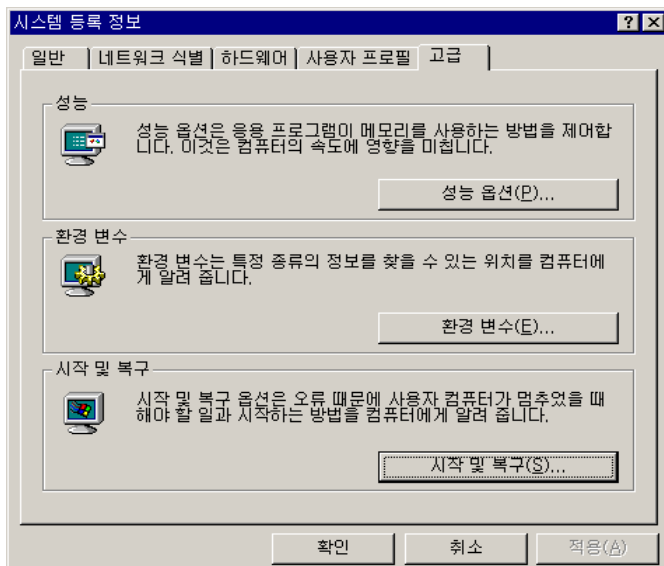 시스템 등록 정보
일반 네트워크 식별 하드웨어 사용자 프로필 고급
성능
성능 옵션은 응용 프로그램이 메모리를 사용하는 방법을 제어합
니다. 이것은 컴퓨터의 속도에 영향을 미칩니다.
성능 옵션(P)...
환경 변수
환경 변수는 특정 종류의 정보를 찾을 수 있는 위치를 컴퓨터에
게 알려 줍니다.
환경 변수(E)...
시작 및 복구
시작 및 복구 옵션은 오류 때문에 사용자 컴퓨터가 멈추었을 때
해야 할 일과 시작하는 방법을 컴퓨터에게 알려 줍니다.
시작 및 복구(S)...
확인 취소 적용(A)